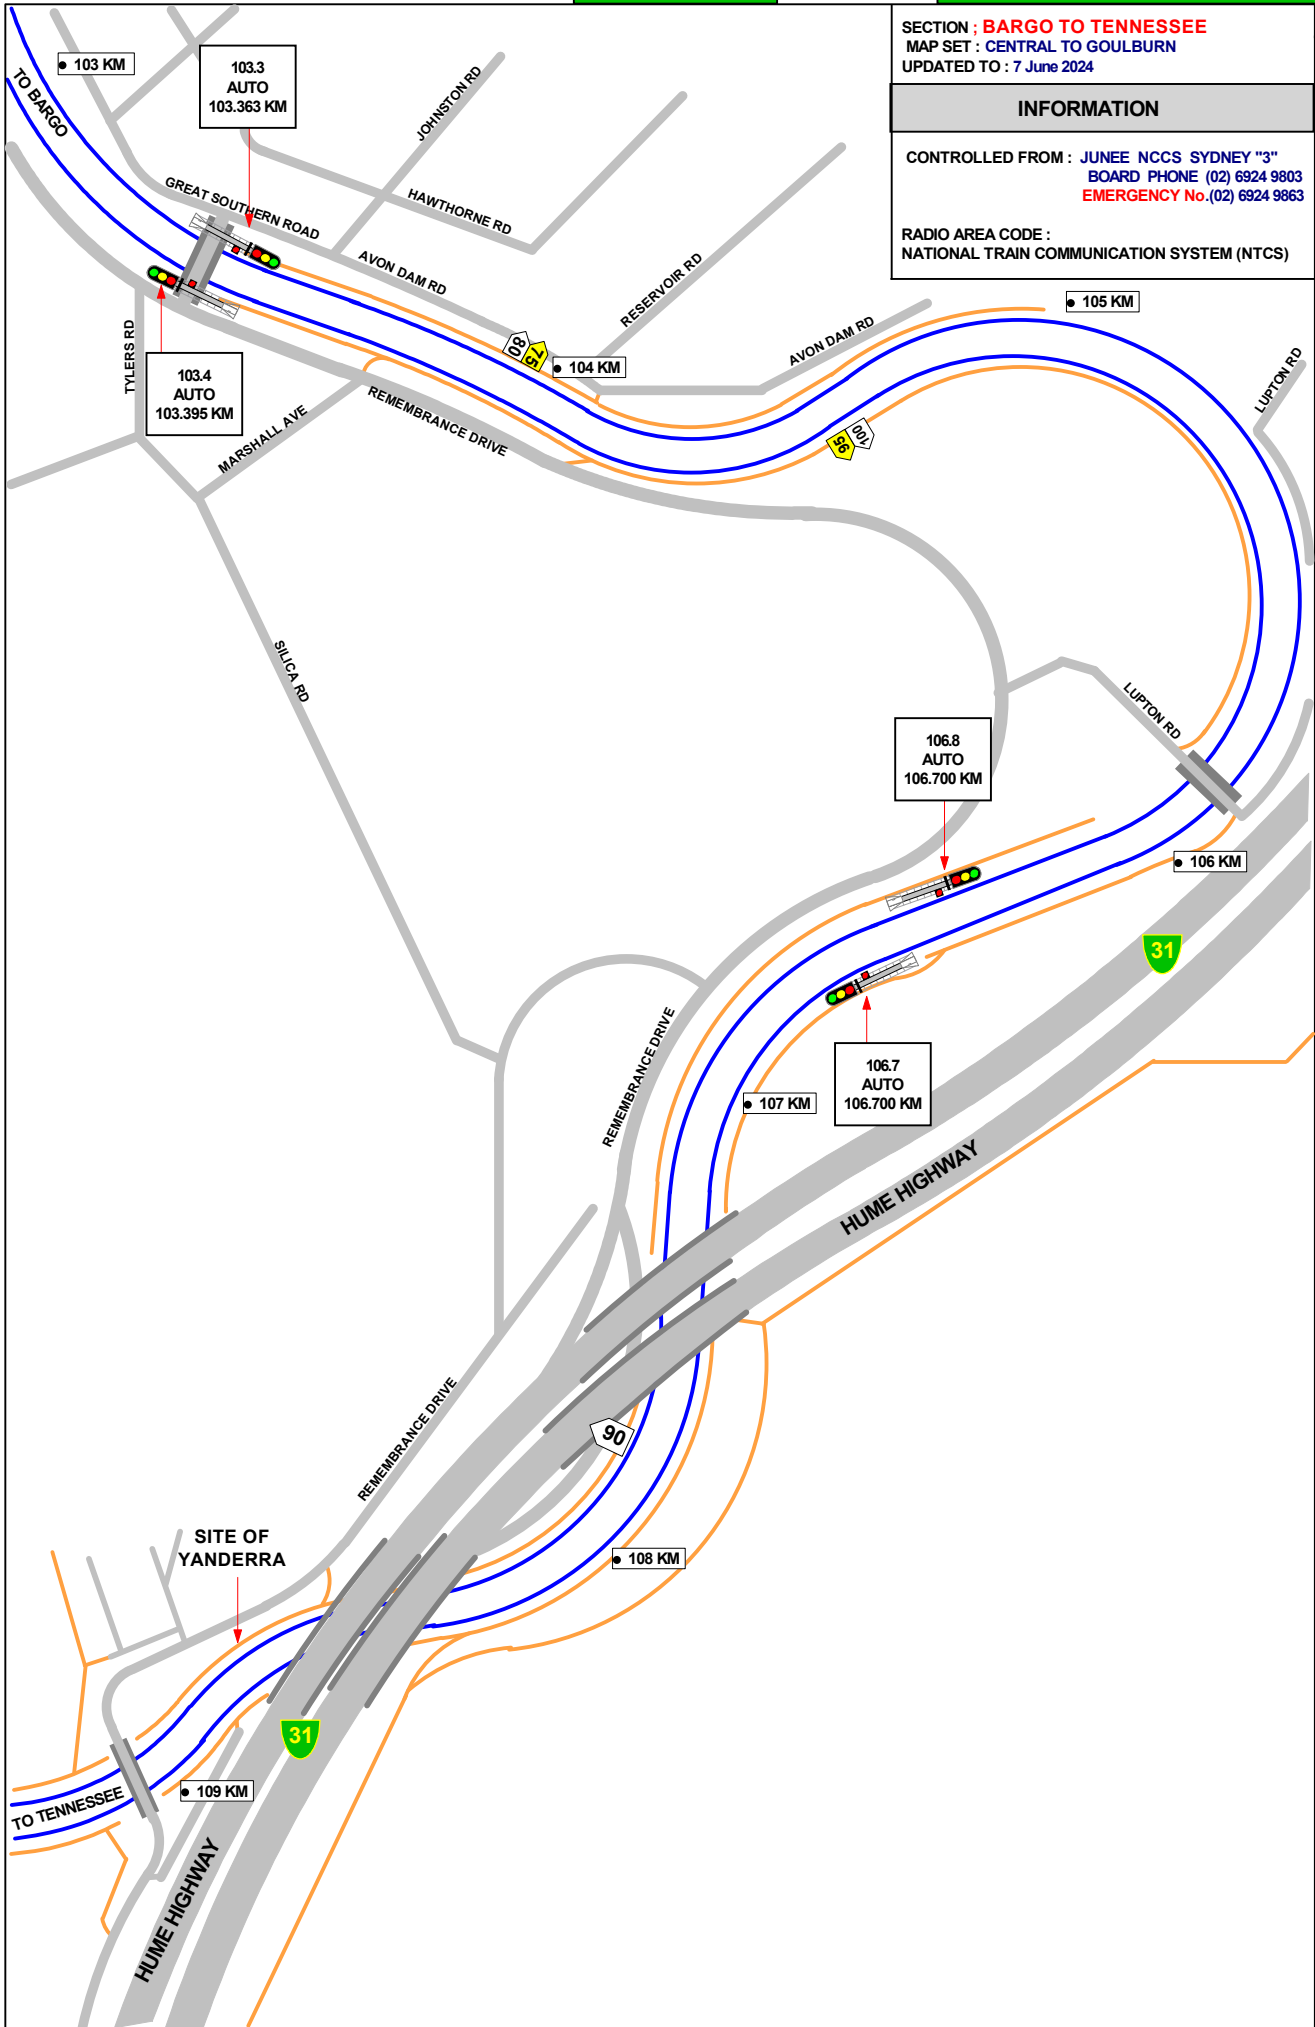 SECTION ; BARGO TO TENNESSEE
MAP SET : CENTRAL TO GOULBURN
UPDATED TO : 7 June 2024
INFORMATION
CONTROLLED FROM : JUNEE NCCS SYDNEY "3"
BOARD PHONE (02) 6924 9803
EMERGENCY No.(02) 6924 9863
RADIO AREA CODE :
NATIONAL TRAIN COMMUNICATION SYSTEM (NTCS)
103 KM
TO BARGO
103.3
AUTO
103.363 KM
JOHNSTON RD
GREAT SOUTHERN ROAD
HAWTHORNE RD
AVON DAM RD
RESERVOIR RD
105 KM
TYLERS RD
80
75
104 KM
AVON DAM RD
LUPTON RD
103.4
AUTO
103.395 KM
MARSHALL AVE
REMEMBRANCE DRIVE
95
100
SILICA RD
LUPTON RD
106.8
AUTO
106.700 KM
106 KM
31
REMEMBRANCE DRIVE
106.7
AUTO
106.700 KM
107 KM
HUME HIGHWAY
REMEMBRANCE DRIVE
90
SITE OF
YANDERRA
108 KM
31
109 KM
TO TENNESSEE
HUME HIGHWAY